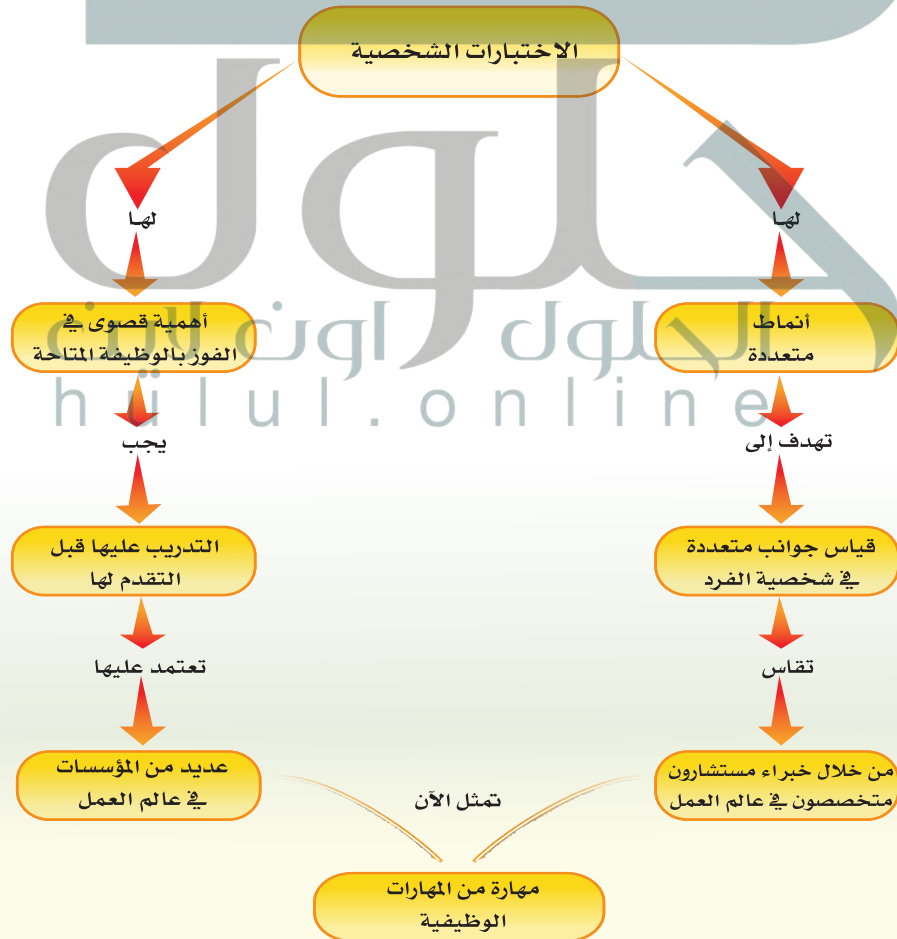 الاختبارات الشخصية
لها
أنماط
متعددة
تهدف إلى
قياس جوانب متعددة
في شخصية الفرد
تقاس
من خلال خبراء مستشارون
متخصصون في عالم العمل
لها
أهمية قصوى في
الفوز بالوظيفة المتاحة
يجب
التدريب عليها قبل
التقدم لها
تعتمد عليها
عديد من المؤسسات
في عالم العمل
تمثل الآن
مهارة من المهارات
الوظيفية
حلول
الحلول اون لاين
hulul.online